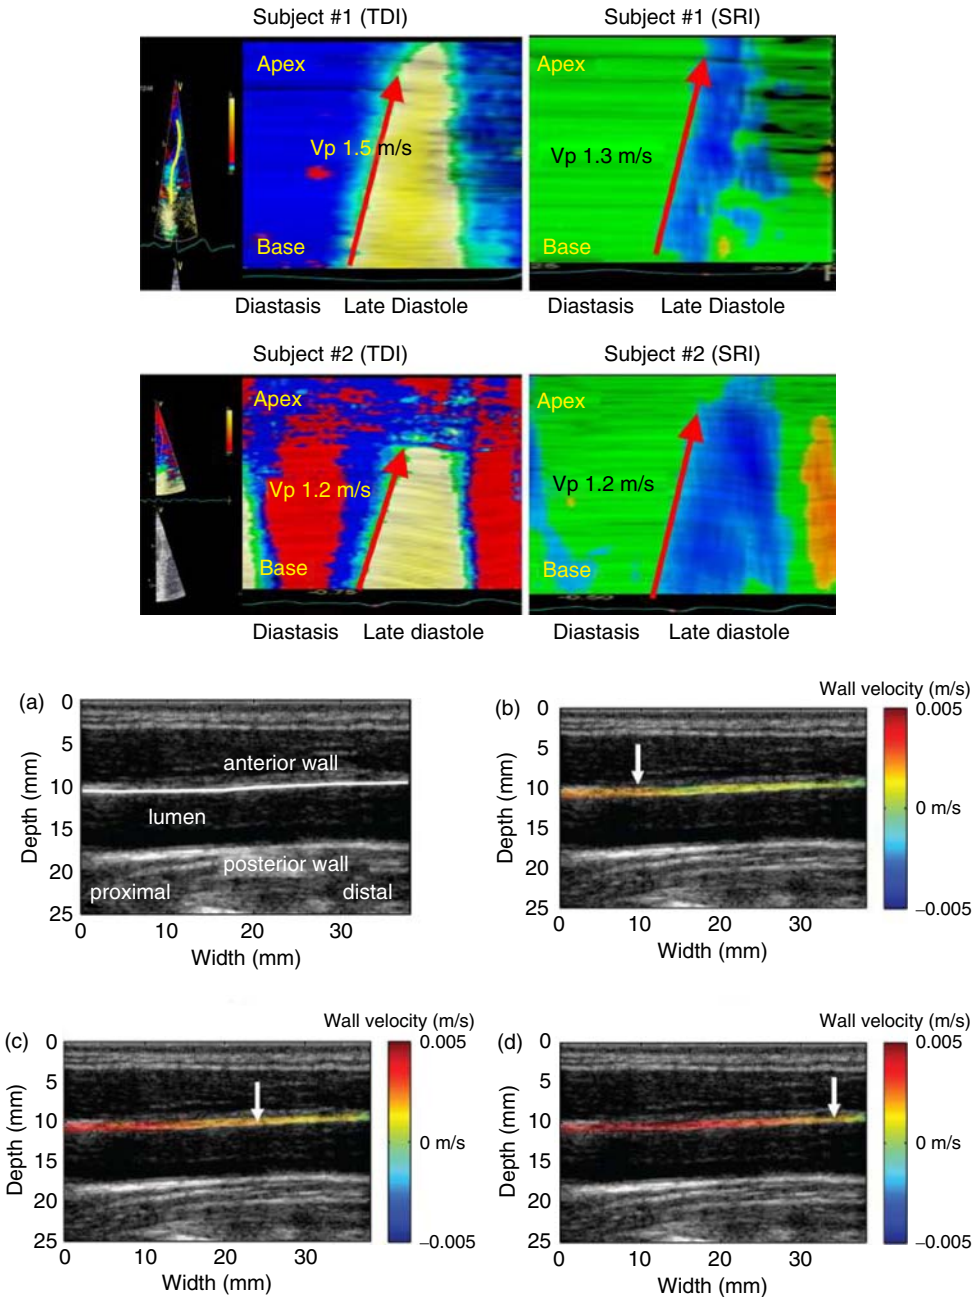 Subject #1 (TDI)
Subject #1 (SRI)
Apex
Vp 1.5 m/s
Base
Apex
Vp 1.3 m/s
Base
Diastasis Late Diastole
Diastasis Late Diastole
Subject #2 (TDI)
Subject #2 (SRI)
Apex
Vp 1.2 m/s
Base
-0.75
Apex
Vp 1.2 m/s
Base
-0.50
Diastasis Late diastole
Diastasis Late diastole
(a)
0
5
10
15
20
25
Depth (mm)
anterior wall
lumen
posterior wall
proximal distal
0 10 20 30
Width (mm)
(b)
Wall velocity (m/s)
0
5
10
15
20
25
Depth (mm)
0.005
0 m/s
–0.005
0 10 20 30
Width (mm)
(c)
Wall velocity (m/s)
0
5
10
15
20
25
Depth (mm)
0.005
0 m/s
–0.005
0 10 20 30
Width (mm)
(d)
Wall velocity (m/s)
0
5
10
15
20
25
Depth (mm)
0.005
0 m/s
–0.005
0 10 20 30
Width (mm)